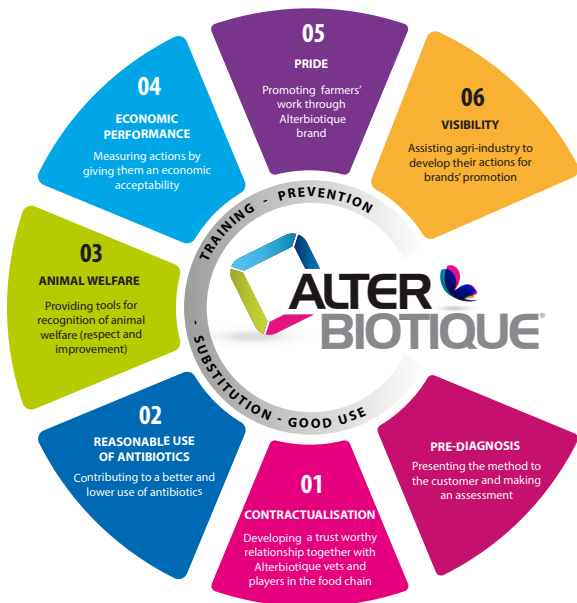 05
PRIDE
Promoting farmers'
work through
Alterbiotique
brand
04
ECONOMIC
PERFORMANCE
Measuring actions by
giving them an economic
acceptability
06
VISIBILITY
Assisting agri-industry to
develop their actions for
brands' promotion
TRAINING - PREVENTION
- SUBSTITUTION - GOOD USE
ALTER
BIOTIQUE®
03
ANIMAL WELFARE
Providing tools for
recognition of animal
welfare (respect and
improvement)
02
REASONABLE USE
OF ANTIBIOTICS
Contributing to a better and
lower use of antibiotics
01
CONTRACTUALISATION
Developing a trust worthy
relationship together with
Alterbiotique vets and
players in the food chain
PRE-DIAGNOSIS
Presenting the method to
the customer and making
an assessment